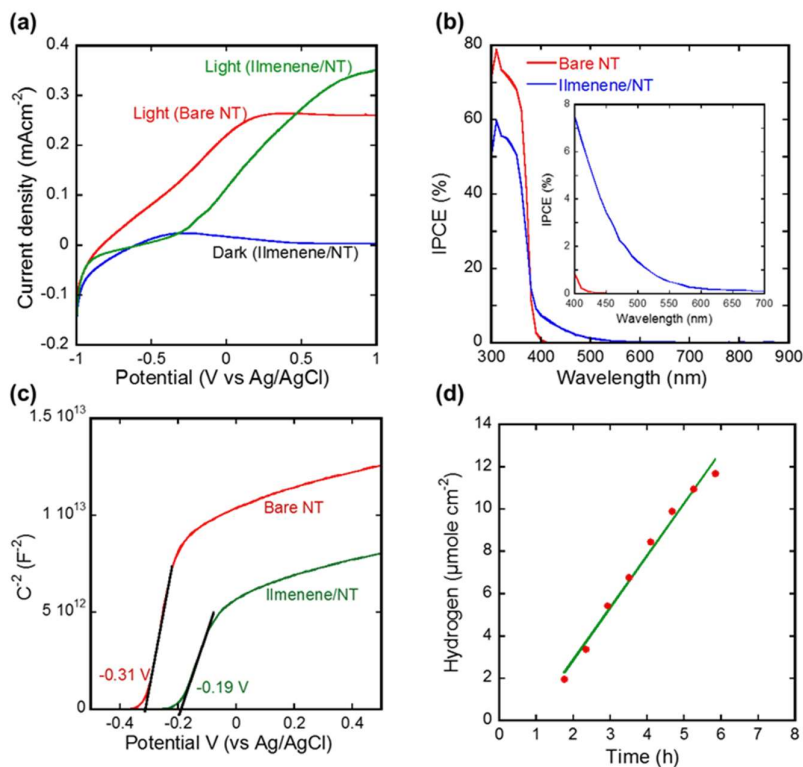 (a)
0.4
0.3
0.2
0.1
0
-0.1
-0.2
Current density (mAcm-2)
Light (Ilmenene/NT)
Light (Bare NT)
Dark (Ilmenene/NT)
-1
-0.5
0
0.5
1
Potential (V vs Ag/AgCl)
(b)
80
60
40
20
0
IPCE (%)
Bare NT
Ilmenene/NT
8
6
4
2
0
IPCE (%)
400 450 500 550 600 650 700
Wavelength (nm)
300 400 500 600 700 800 900
Wavelength (nm)
(c)
1.5 10^13
1 10^13
5 10^12
0
C-2 (F-2)
Bare NT
Ilmenene/NT
-0.31 V
-0.19 V
-0.4 -0.2 0 0.2 0.4
Potential V (vs Ag/AgCl)
(d)
14
12
10
8
6
4
2
0
Hydrogen (µmole cm-2)
0 1 2 3 4 5 6 7 8
Time (h)